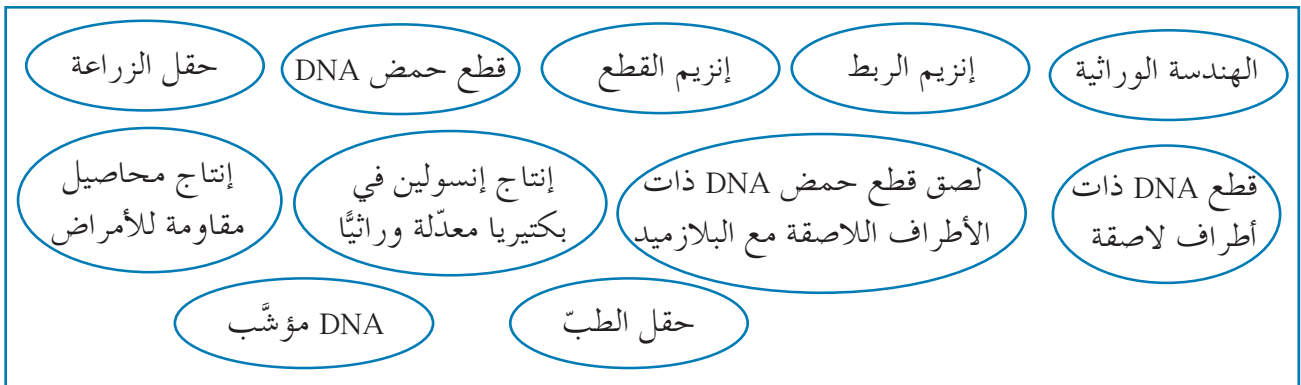 الهندسة الوراثية
إنزيم الربط
إنزيم القطع
قطع حمض DNA
حقل الزراعة
قطع DNA ذات
أطراف لاصقة
لصق قطع حمض DNA ذات
الأطراف اللاصقة مع البلازميد
إنتاج إنسولين في
بكتيريا معدّلة وراثيًّا
إنتاج محاصيل
مقاومة للأمراض
حقل الطبّ
DNA مؤشَّب